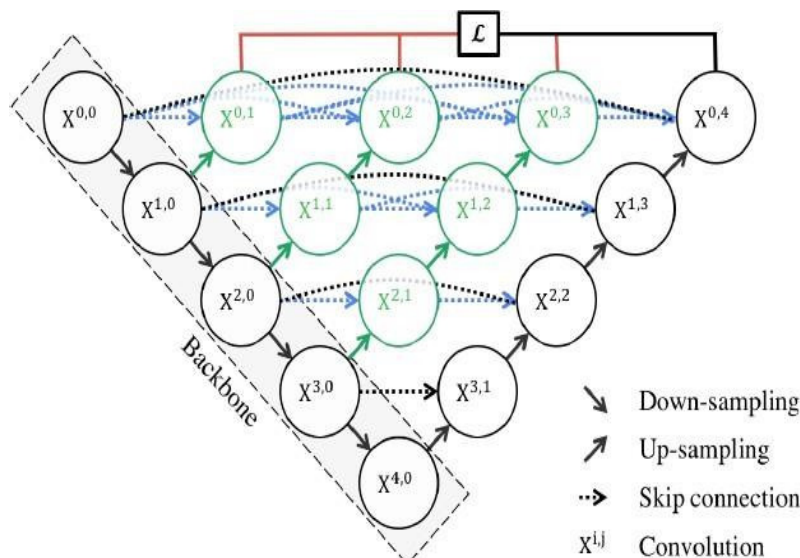 ℒ
X^0,0
X^0,1
X^0,2
X^0,3
X^0,4
X^1,0
X^1,1
X^1,2
X^1,3
X^2,0
X^2,1
X^2,2
Backbone
X^3,0
X^3,1
X^4,0
Down-sampling
Up-sampling
Skip connection
X^i,j Convolution